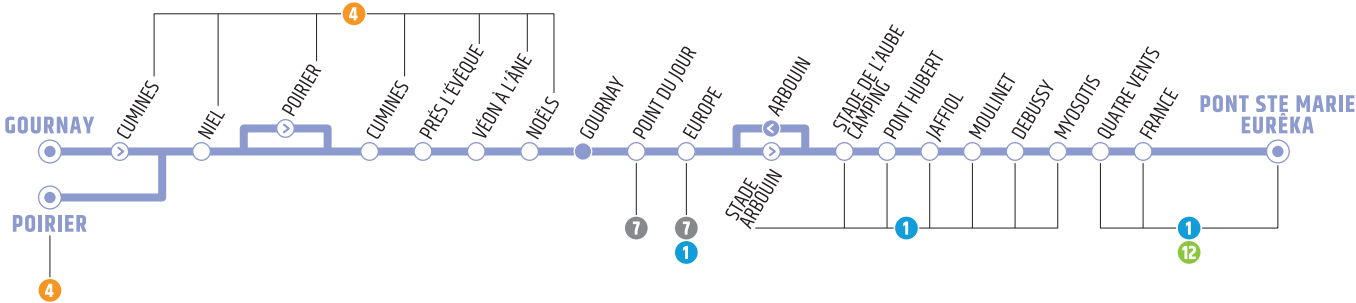 4
GOURNAY
CUMINES
NIEL
POIRIER
CUMINES
PRÉS L'ÉVÊQUE
VÉON À L'ÂNE
NOËLS
GOURNAY
POINT DU JOUR
EUROPE
ARBOUIN
STADE DE L'AUBE
CAMPING
PONT HUBERT
JAFFIOL
MOULINET
DEBUSSY
MYOSOTIS
QUATRE VENTS
FRANCE
PONT STE MARIE
EURÊKA
POIRIER
4
7
7
1
STADE
ARBOUIN
1
1
12